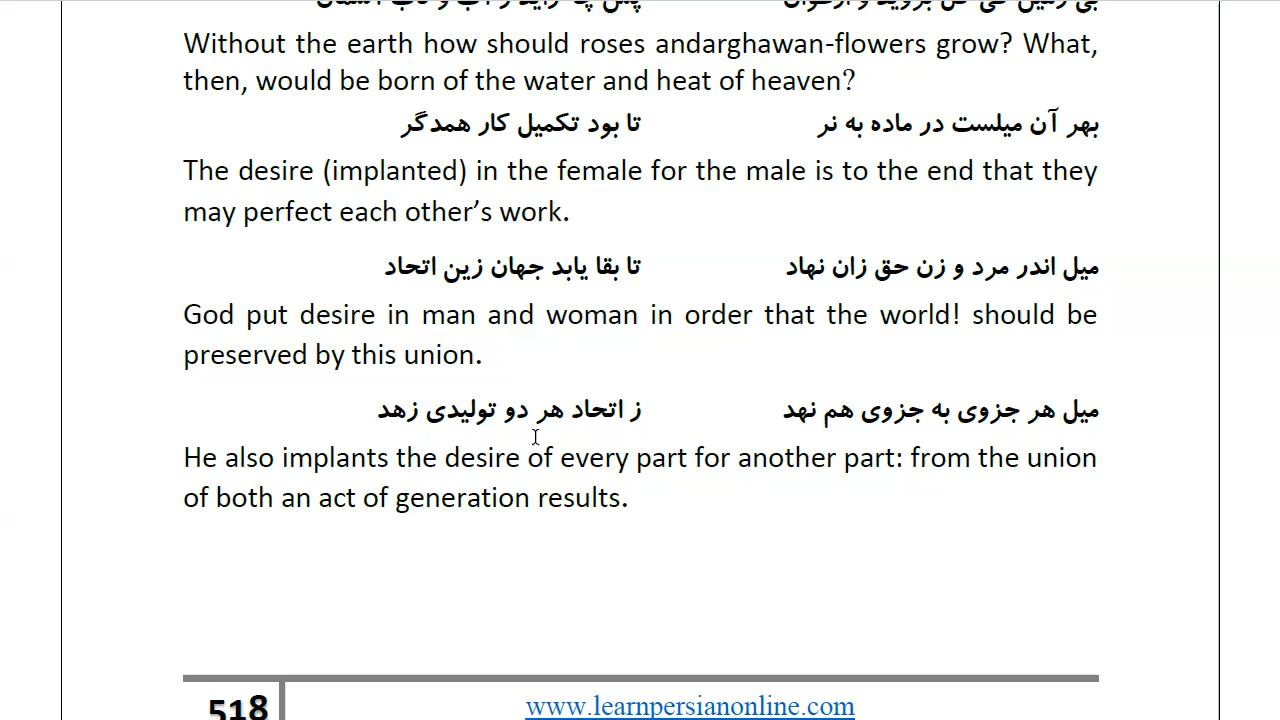 Without the earth how should roses andarghawan-flowers grow? What,
then, would be born of the water and heat of heaven?
بهر آن میلست در ماده به نر تا بود تکمیل کار همدگر
The desire (implanted) in the female for the male is to the end that they
may perfect each other’s work.
میل اندر مرد و زن حق زان نهاد تا بقا یابد جهان زین اتحاد
God put desire in man and woman in order that the world! should be
preserved by this union.
میل هر جزوی به جزوی هم نهد ز اتحاد هر دو تولیدی زهد
He also implants the desire of every part for another part: from the union
of both an act of generation results.
518 www.learnpersianonline.com